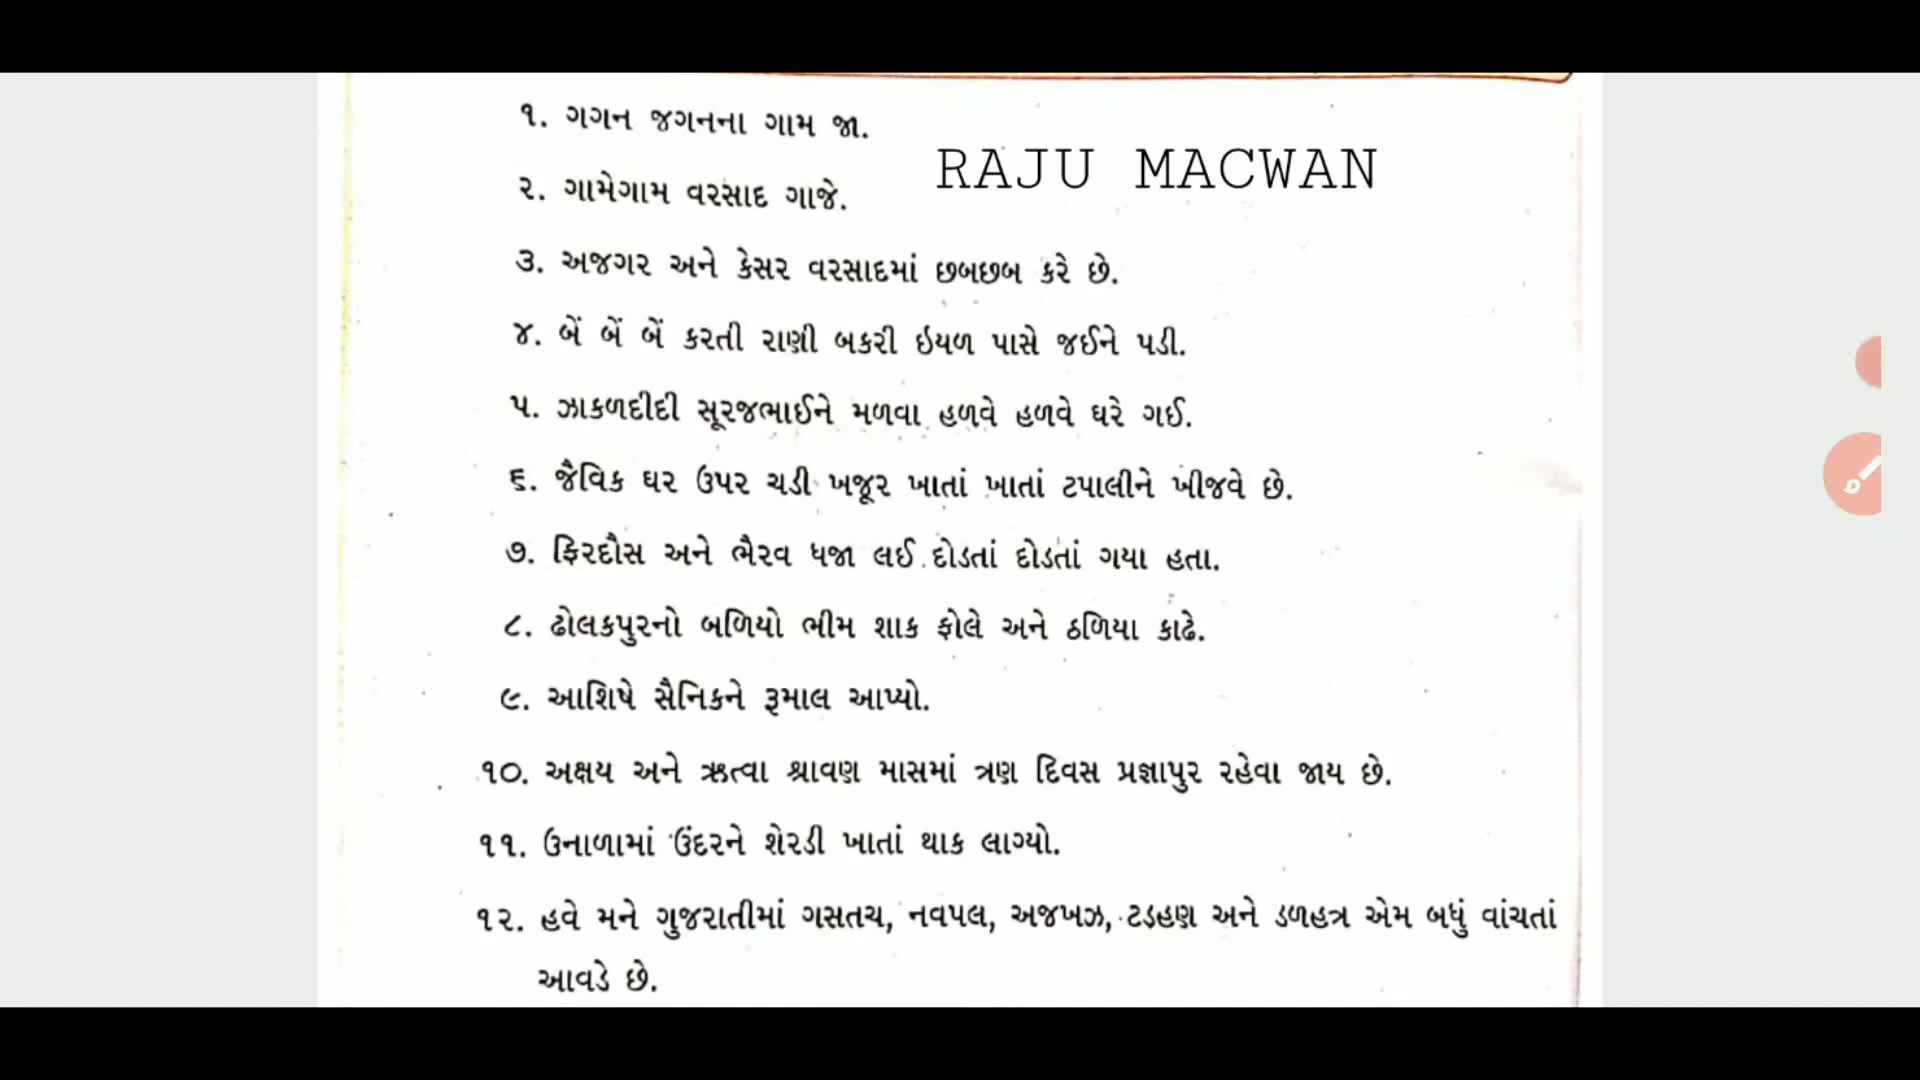 ૧. ગગન જગનના ગામ જા.
RAJU MACWAN
૨. ગામેગામ વરસાદ ગાજે.
૩. અજગર અને કેસર વરસાદમાં છબછબ કરે છે.
૪. બેં બેં બેં કરતી રાણી બકરી ઇયળ પાસે જઈને પડી.
૫. ઝાકળદીદી સૂરજભાઈને મળવા હળવે હળવે ઘરે ગઈ.
૬. જૈવિક ઘર ઉપર ચડી ખજૂર ખાતાં ખાતાં ટપાલીને ખીજવે છે.
૭. ફિરદૌસ અને ભૈરવ ધજા લઈ દોડતાં દોડતાં ગયા હતા.
૮. ઢોલકપુરનો બળિયો ભીમ શાક ફોલે અને ઠળિયા કાઢે.
૯. આશિષે સૈનિકને રૂમાલ આપ્યો.
૧૦. અક્ષય અને ઋત્વા શ્રાવણ માસમાં ત્રણ દિવસ પ્રજ્ઞાપુર રહેવા જાય છે.
૧૧. ઉનાળામાં ઉંદરને શેરડી ખાતાં થાક લાગ્યો.
૧૨. હવે મને ગુજરાતીમાં ગસતચ, નવપલ, અજખઝ, ટડહણ અને ડળહત્ર એમ બધું વાંચતાં
આવડે છે.